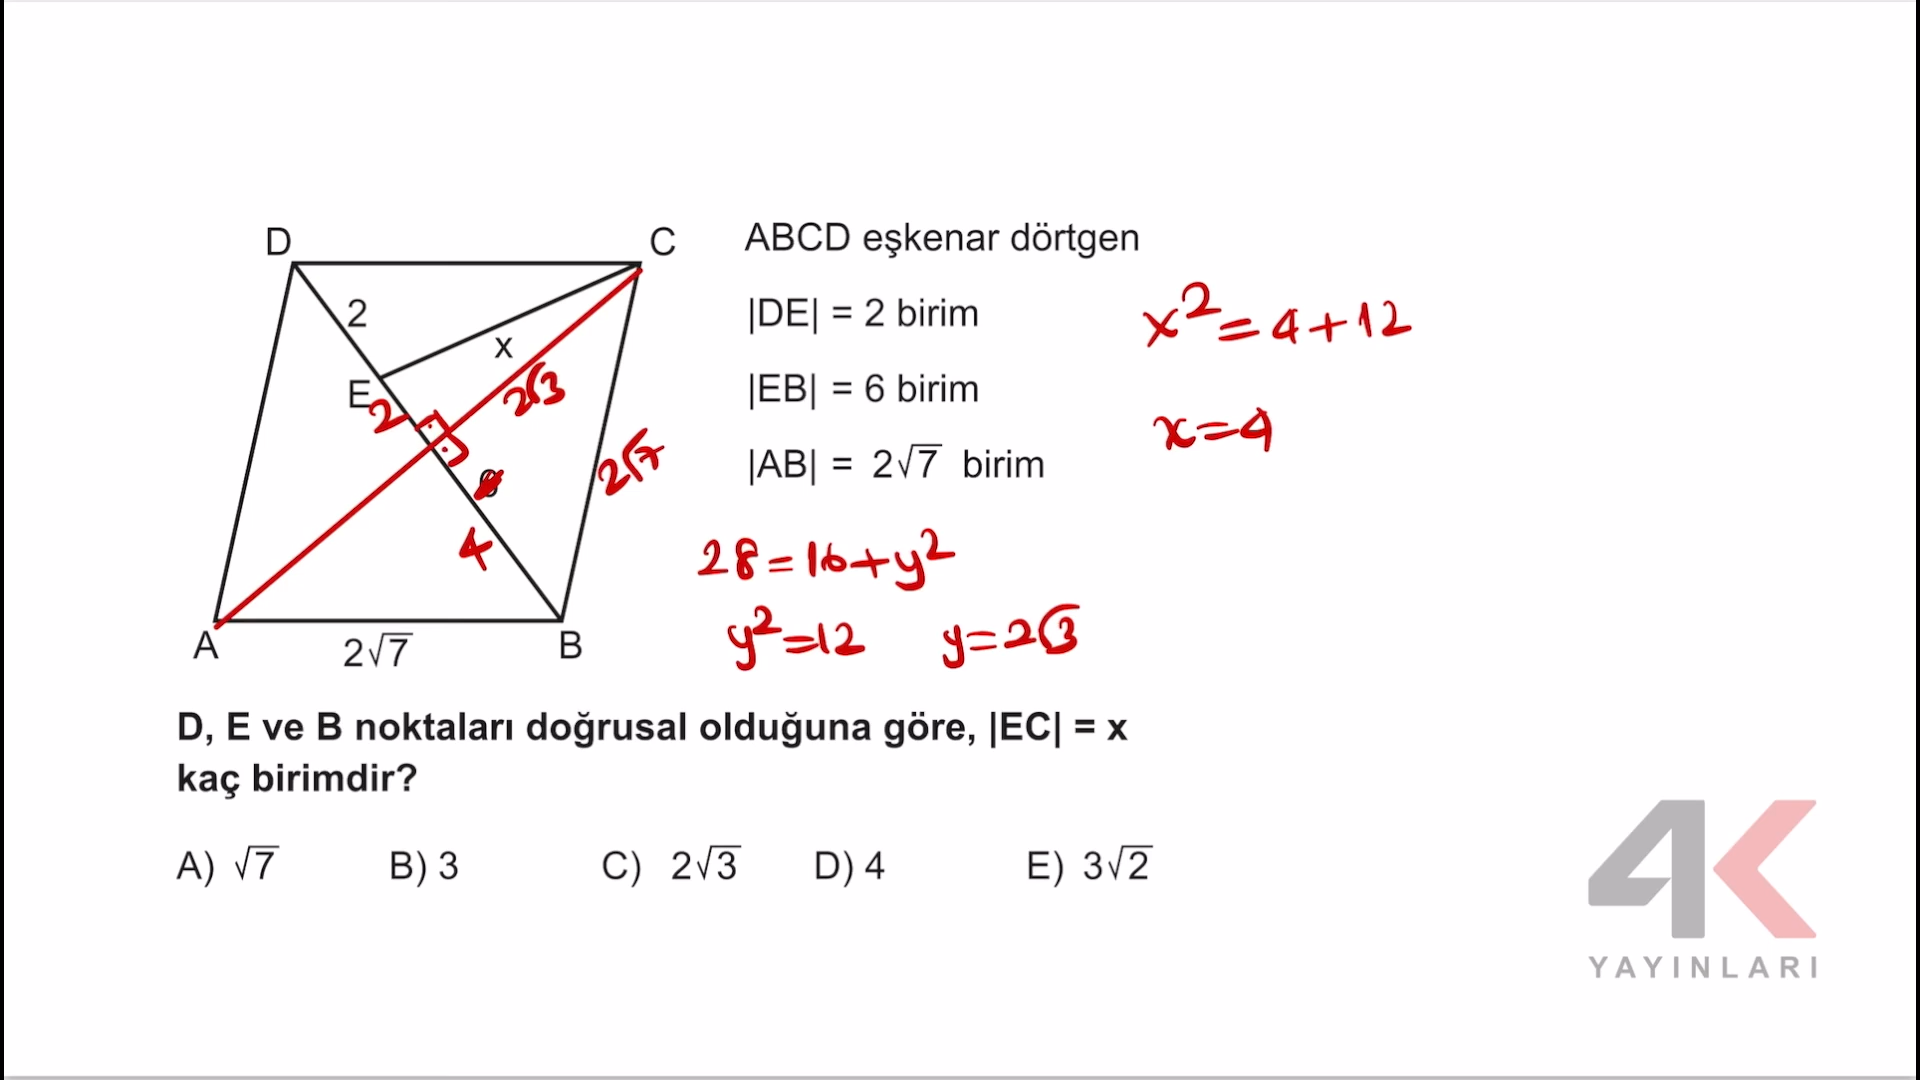 D
C
ABCD eşkenar dörtgen
2
|DE| = 2 birim
x² = 4 + 12
x
E
2
2√3
|EB| = 6 birim
x = 4
2√7
|AB| = 2√7 birim
4
28 = 16 + y²
y² = 12 y = 2√3
A
2√7
B
D, E ve B noktaları doğrusal olduğuna göre, |EC| = x
kaç birimdir?
A) √7 B) 3 C) 2√3 D) 4 E) 3√2
4K
YAYINLARI